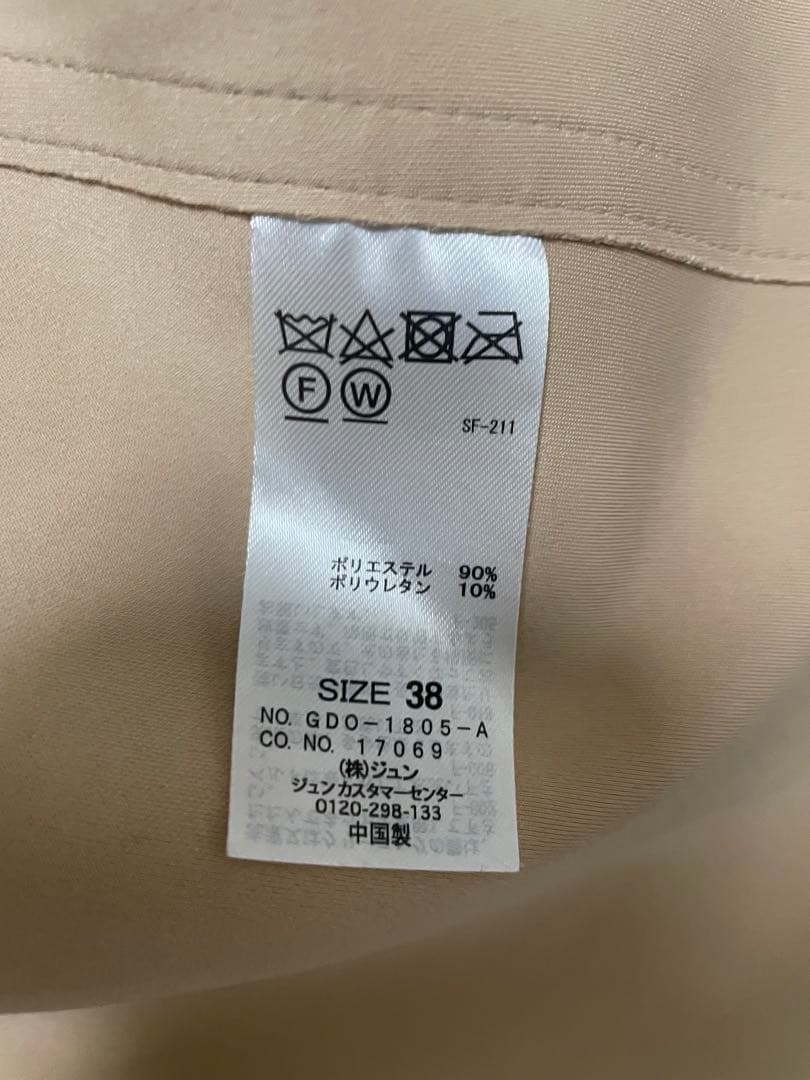 F W
SF-211
ポリエステル 90%
ポリウレタン 10%
SIZE 38
NO. GDO-1805-A
CO. NO. 17069
(株)ジュン
ジュンカスタマーセンター
0120-298-133
中国製